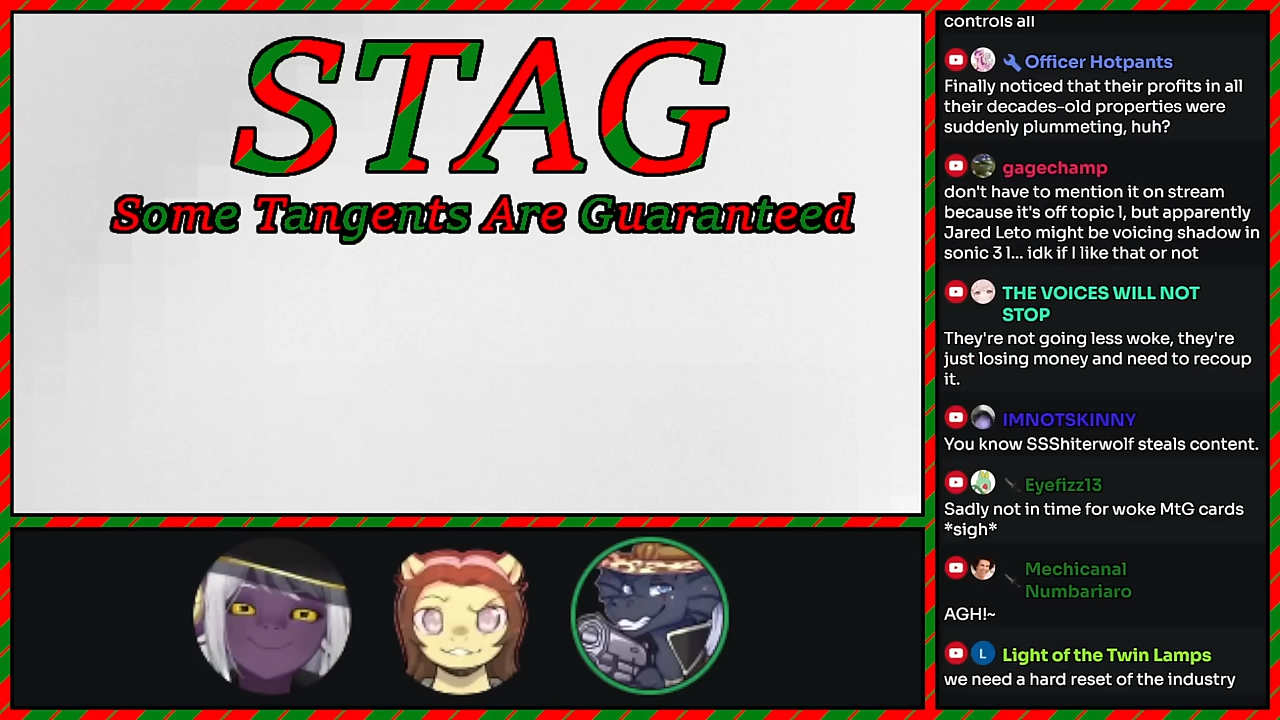 STAG
Some Tangents Are Guaranteed
controls all
Officer Hotpants
Finally noticed that their profits in all
their decades-old properties were
suddenly plummeting, huh?
gagechamp
don't have to mention it on stream
because it's off topic l, but apparently
Jared Leto might be voicing shadow in
sonic 3 l... idk if I like that or not
THE VOICES WILL NOT
STOP
They're not going less woke, they're
just losing money and need to recoup
it.
IMNOTSKINNY
You know SSShiterwolf steals content.
Eyefizz13
Sadly not in time for woke MtG cards
*sigh*
Mechicanal
Numbariaro
AGH!~
L
Light of the Twin Lamps
we need a hard reset of the industry